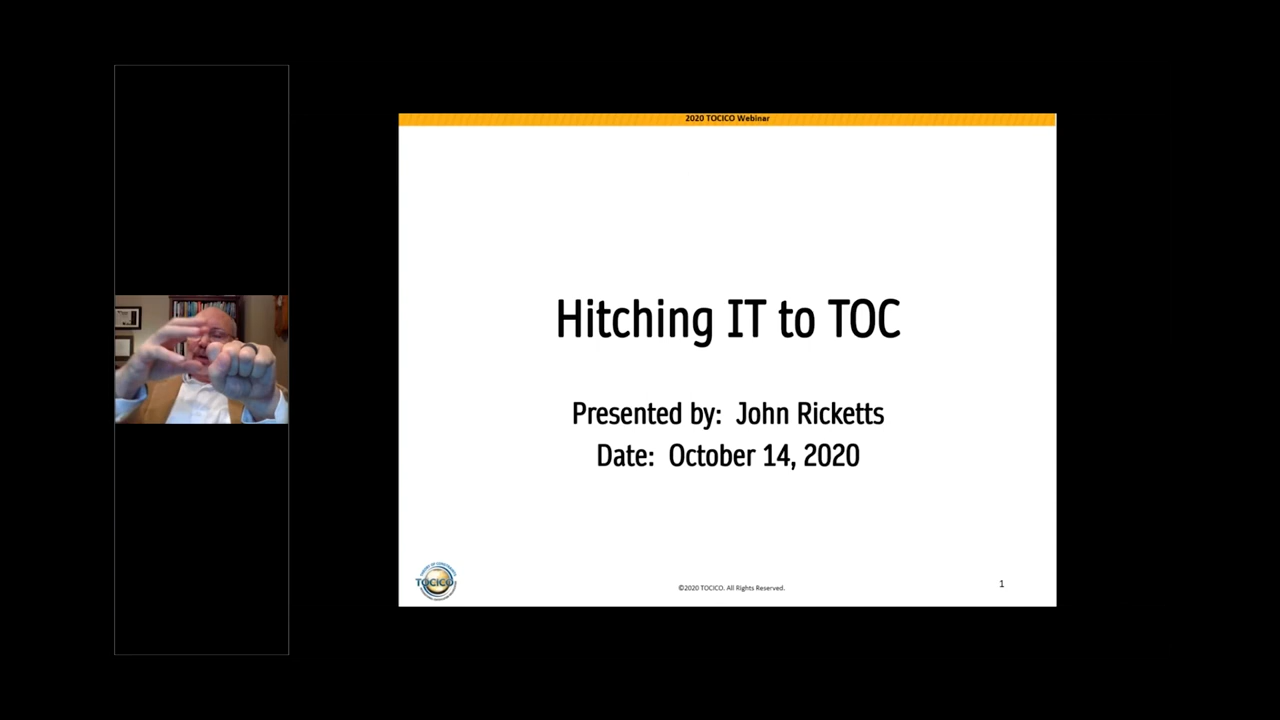 2020 TOCICO Webinar
Hitching IT to TOC
Presented by: John Ricketts
Date: October 14, 2020
TOCICO
©2020 TOCICO. All Rights Reserved.
1